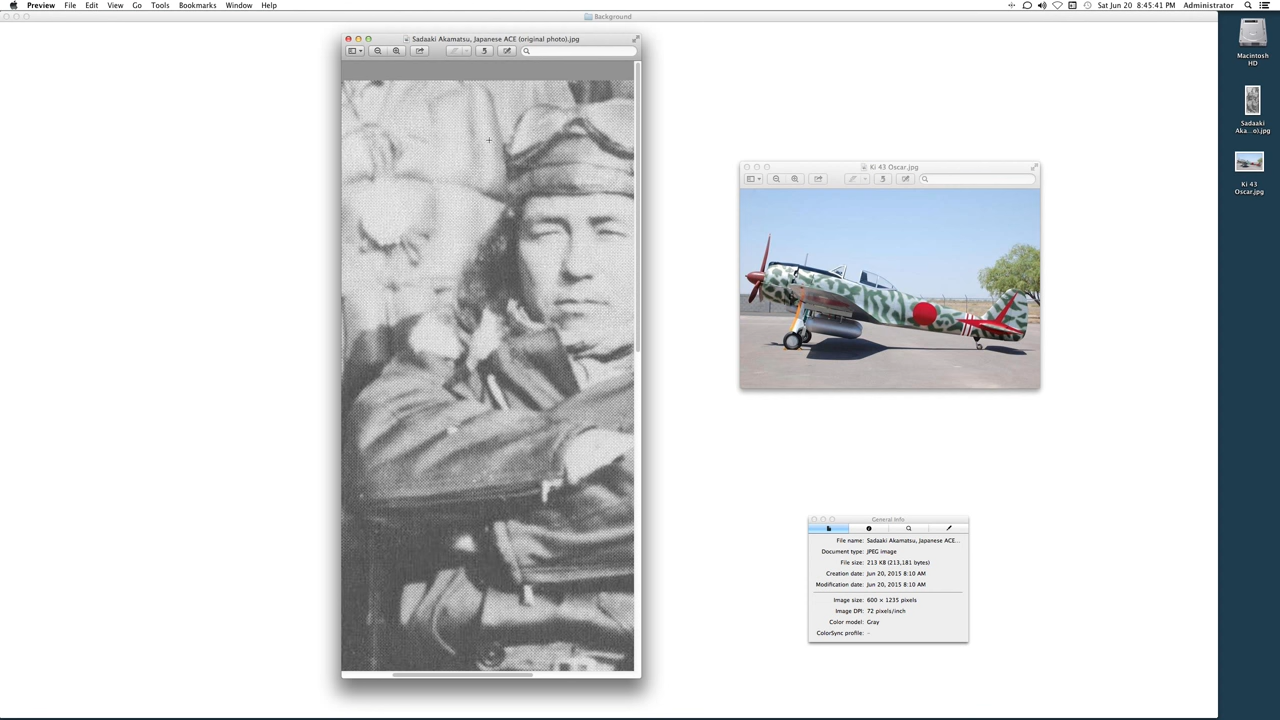 Preview File Edit View Go Tools Bookmarks Window Help Sat Jun 20 8:45:41 PM Administrator
Background
Sadaaki Akamatsu, Japanese ACE (original photo).jpg
Ki 43 Oscar.jpg
General Info
File name: Sadaaki Akamatsu, Japanese ACE...
Document type: JPEG image
File size: 213 KB (213,181 bytes)
Creation date: Jun 20, 2015 8:10 AM
Modification date: Jun 20, 2015 8:10 AM
Image size: 600 × 1235 pixels
Image DPI: 72 pixels/inch
Color model: Gray
ColorSync profile: -
Macintosh
HD
Sadaaki
Aka...o).jpg
Ki 43
Oscar.jpg